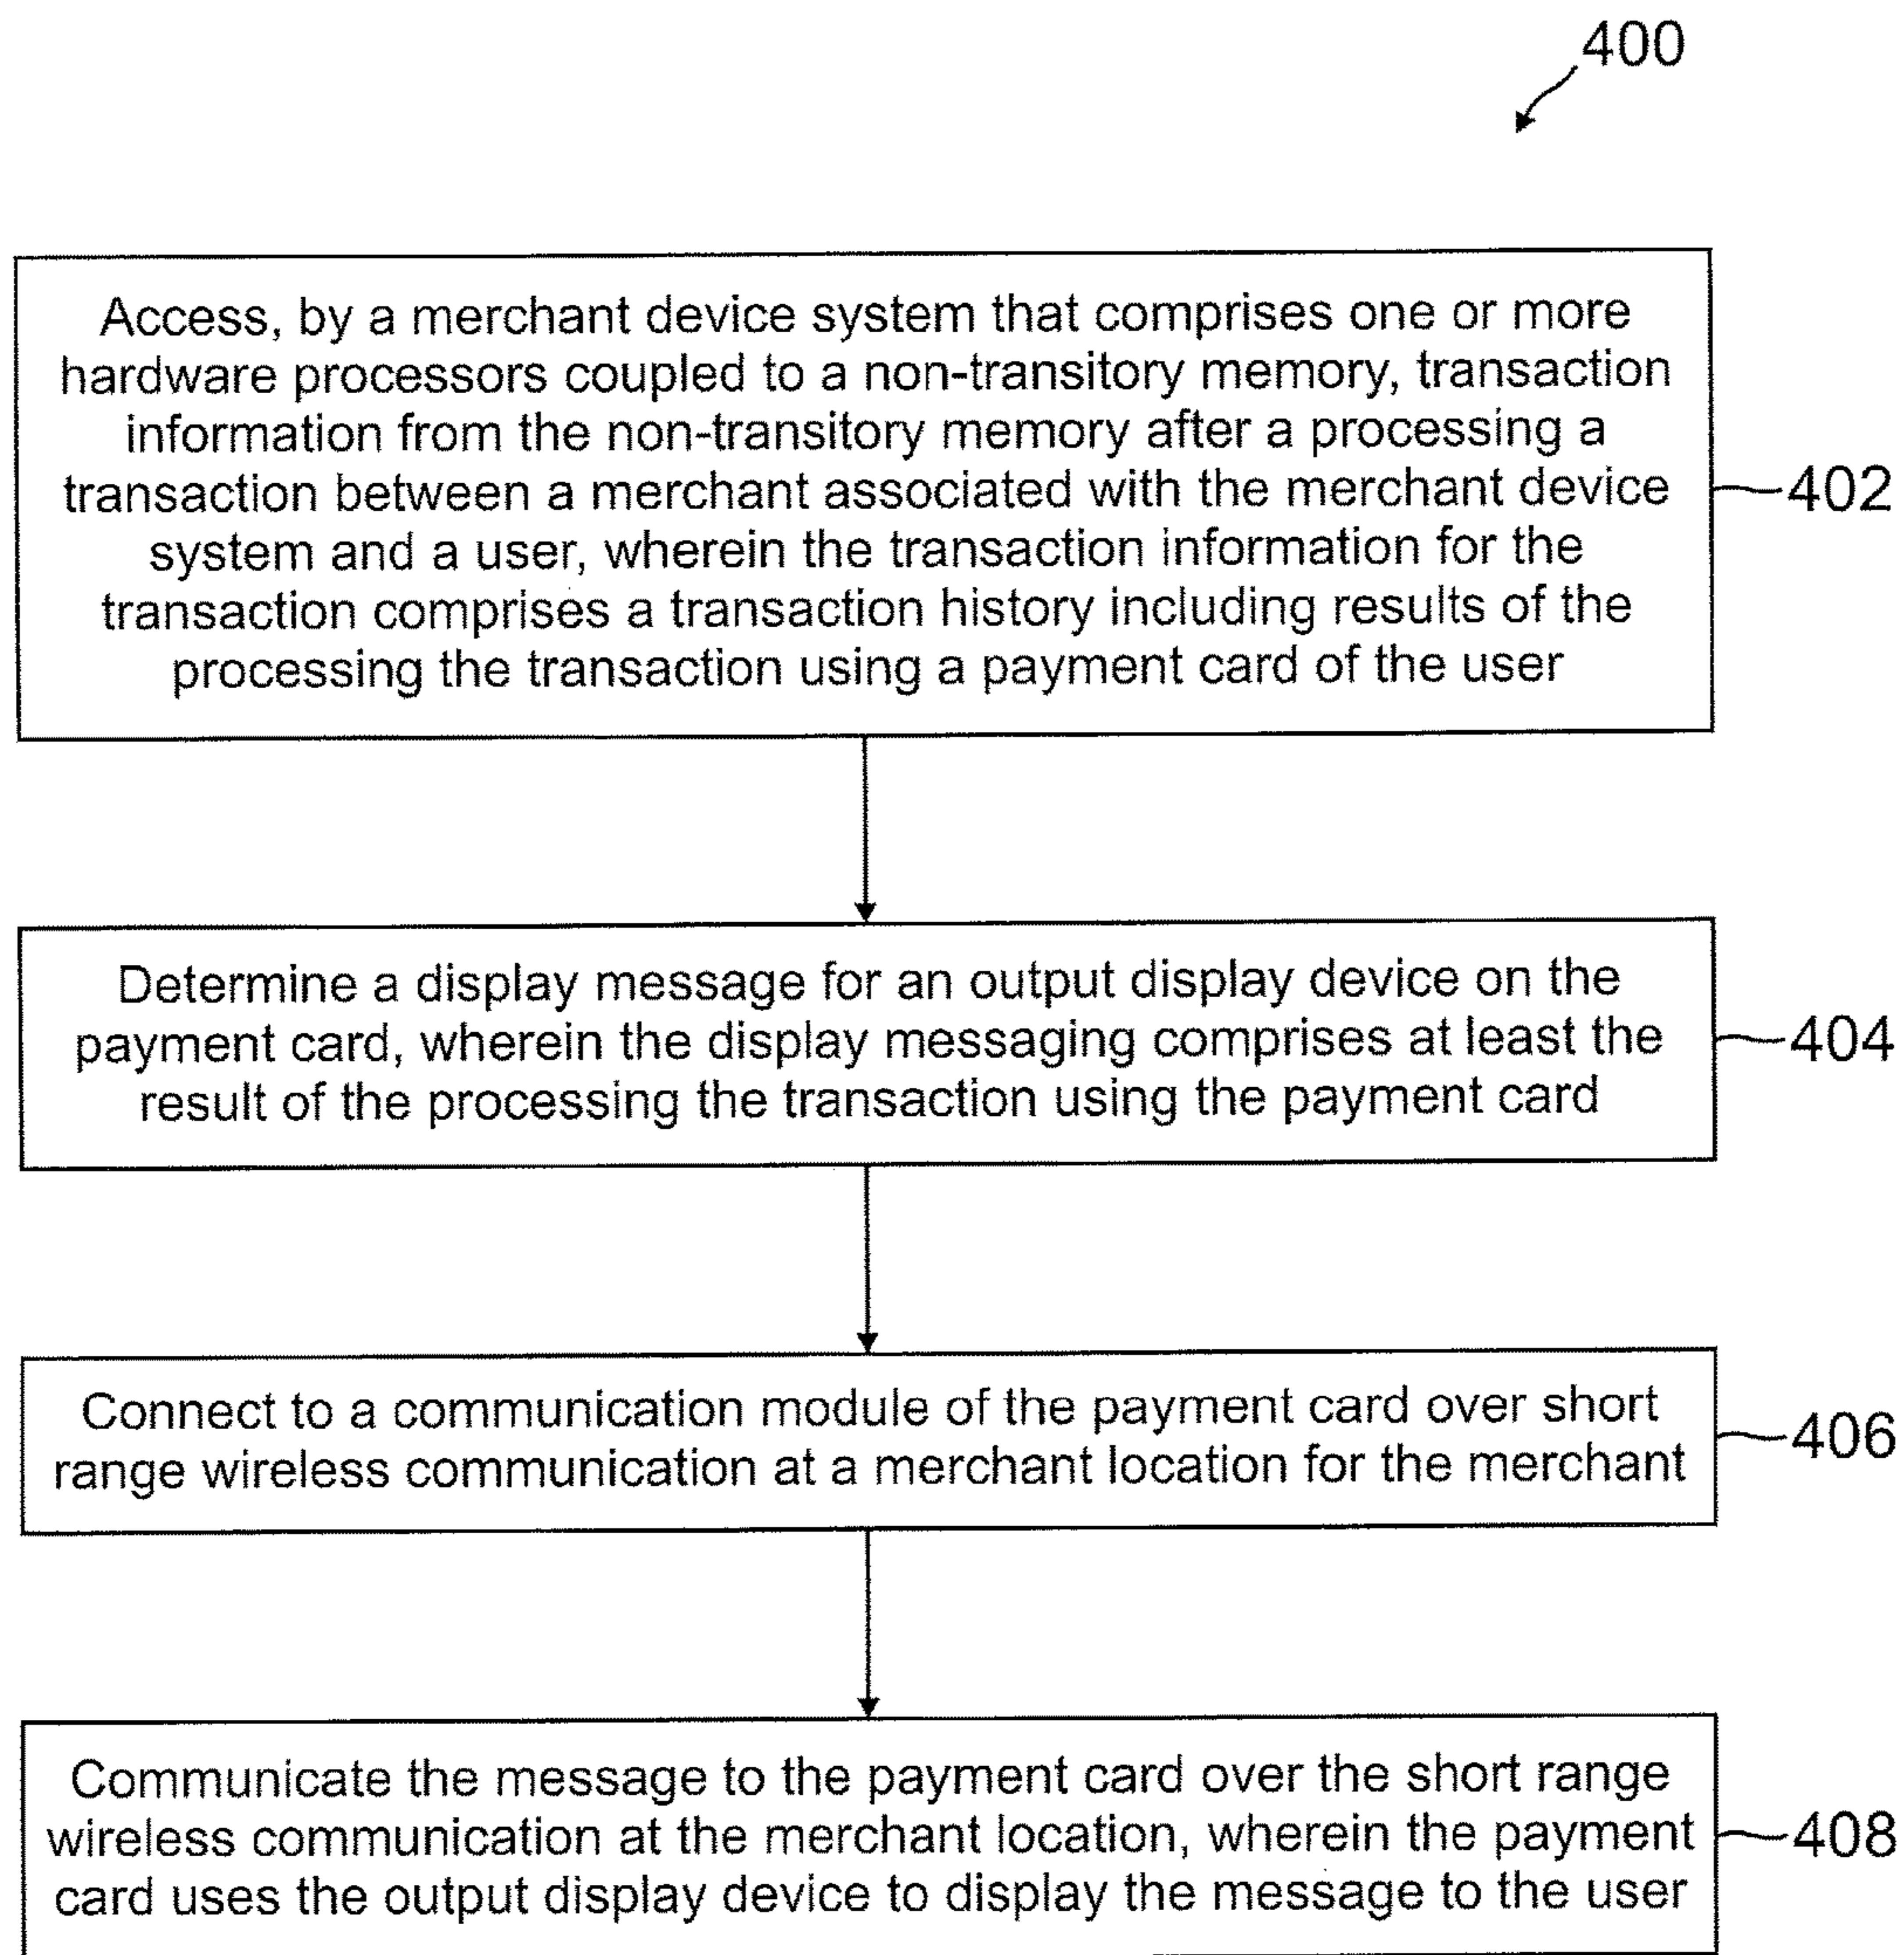 400
Access, by a merchant device system that comprises one or more
hardware processors coupled to a non-transitory memory, transaction
information from the non-transitory memory after a processing a
transaction between a merchant associated with the merchant device
system and a user, wherein the transaction information for the
transaction comprises a transaction history including results of the
processing the transaction using a payment card of the user
402
Determine a display message for an output display device on the
payment card, wherein the display messaging comprises at least the
result of the processing the transaction using the payment card
404
Connect to a communication module of the payment card over short
range wireless communication at a merchant location for the merchant
406
Communicate the message to the payment card over the short range
wireless communication at the merchant location, wherein the payment
card uses the output display device to display the message to the user
408